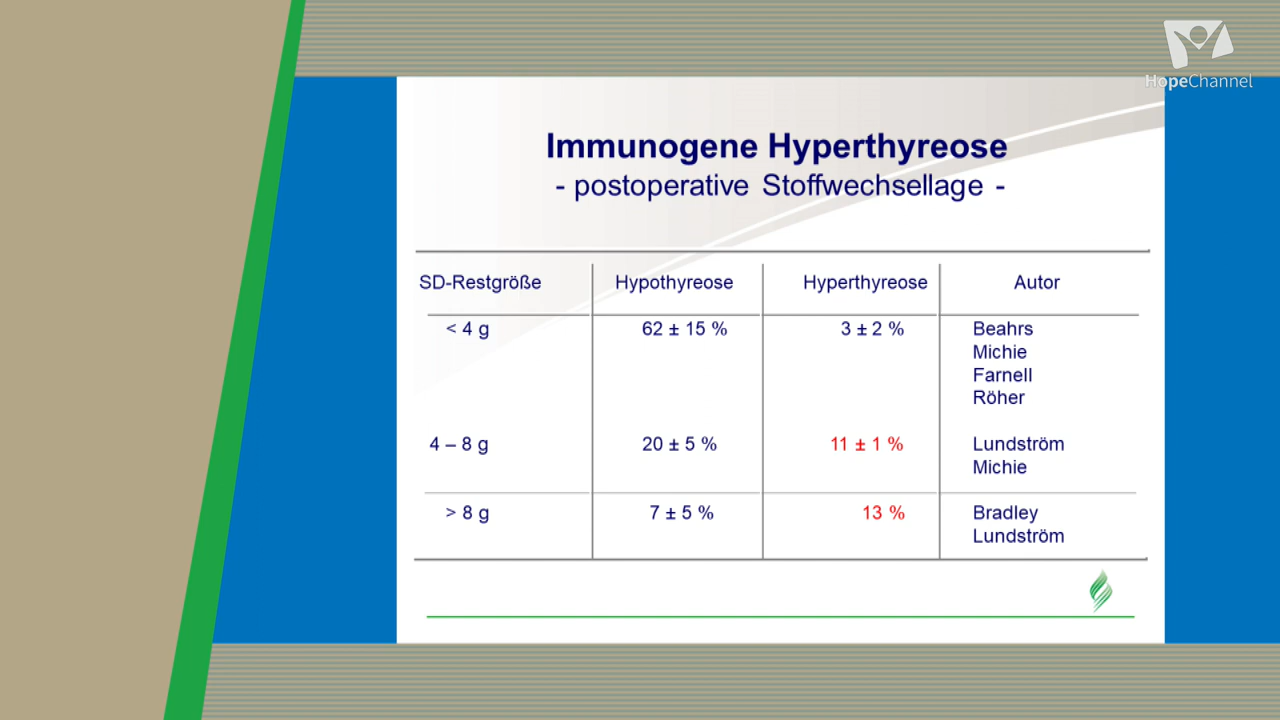 HopeChannel
Immunogene Hyperthyreose
- postoperative Stoffwechsellage -
SD-Restgröße Hypothyreose Hyperthyreose Autor
< 4 g 62 ± 15 % 3 ± 2 % Beahrs
Michie
Farnell
Röher
4 – 8 g 20 ± 5 % 11 ± 1 % Lundström
Michie
> 8 g 7 ± 5 % 13 % Bradley
Lundström